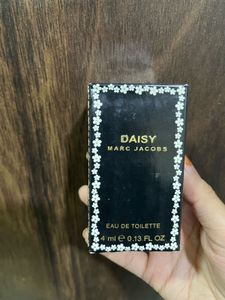 DAISY
MARC JACOBS
EAU DE TOILETTE
4 ml ℮ 0.13 FL OZ